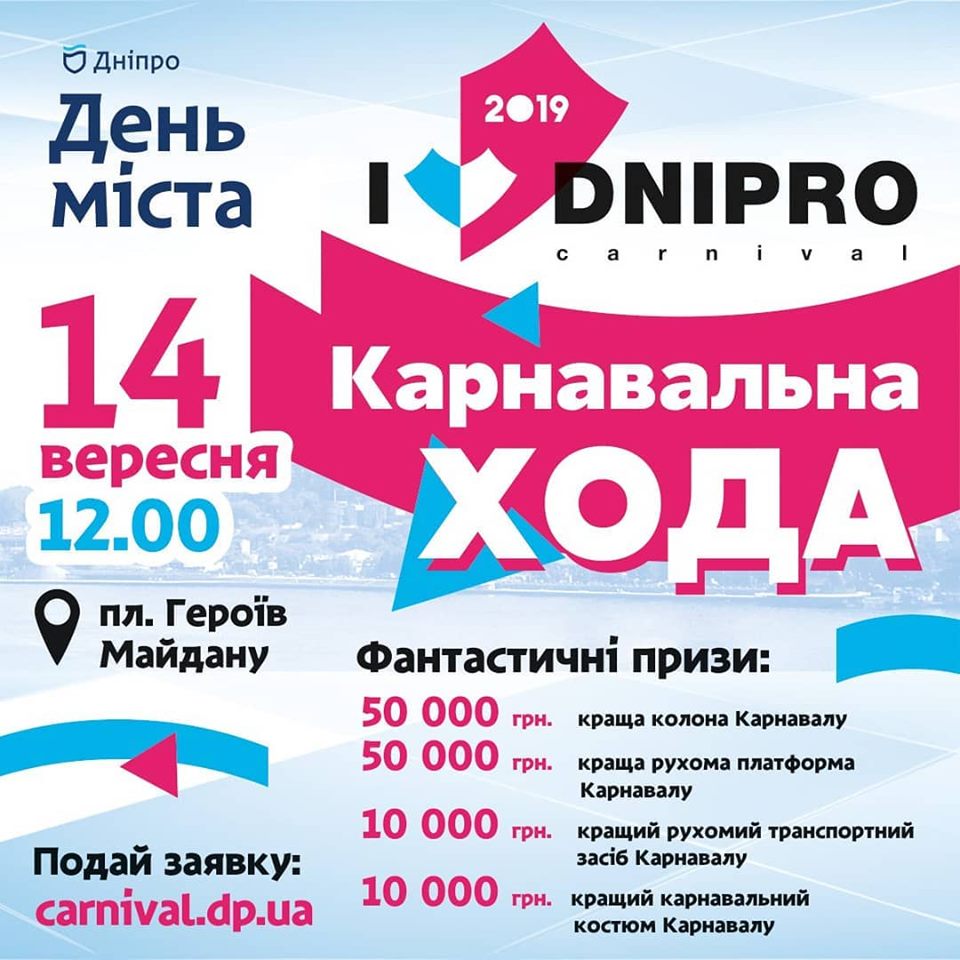 Дніпро
День
міста
2019
I DNIPRO
carnival
14
вересня
12.00
Карнавальна
ХОДА
пл. Героїв
Майдану
Фантастичні призи:
50 000 грн. краща колона Карнавалу
50 000 грн. краща рухома платформа
Карнавалу
10 000 грн. кращий рухомий транспортний
засіб Карнавалу
10 000 грн. кращий карнавальний
костюм Карнавалу
Подай заявку:
carnival.dp.ua